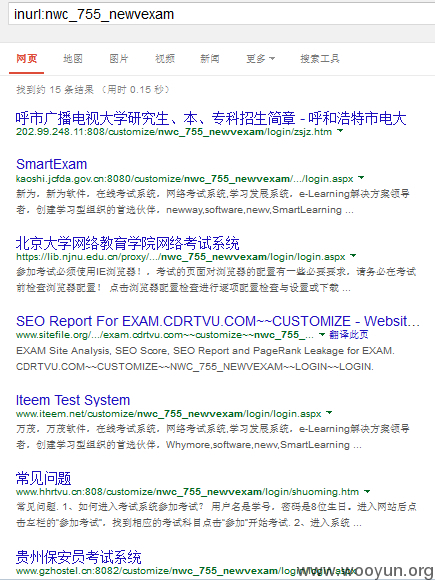 inurl:nwc_755_newvexam
网页 地图 图片 视频 新闻 更多 搜索工具
找到约 15 条结果 （用时 0.15 秒）
呼市广播电视大学研究生、本、专科招生简章 - 呼和浩特市电大
202.99.248.11:808/customize/nwc_755_newvexam/login/zsjz.htm
SmartExam
kaoshi.jcfda.gov.cn:8080/customize/nwc_755_newvexam/.../login.aspx
新为，新为软件，在线考试系统，网络考试系统,学习发展系统，e-Learning解决方案领导
者，创建学习型组织的首选伙伴，newway,software,newv,SmartLearning ...
北京大学网络教育学院网络考试系统
https://lib.njnu.edu.cn/proxy/.../nwc_755_newvexam/login/login.aspx
参加考试必须使用IE浏览器！，考试的页面对浏览器的配置有一些必要要求，请务必在考试
前检查浏览器配置！ 点击浏览器配置检查进行逐项配置检查与设置或下载 ...
SEO Report For EXAM.CDRTVU.COM~~CUSTOMIZE - Websit...
www.sitefile.org/.../exam.cdrtvu.com~~customize~~nwc_755_... 翻译此页
EXAM Site Analysis, SEO Score, SEO Report and PageRank Leakage for EXAM.
CDRTVU.COM~~CUSTOMIZE~~NWC_755_NEWVEXAM~~LOGIN~~LOGIN.
Iteem Test System
www.iteem.net/customize/nwc_755_newvexam/login/login.aspx
万茂，万茂软件，在线考试系统，网络考试系统,学习发展系统，e-Learning解决方案领导
者，创建学习型组织的首选伙伴，Whymore,software,newv,SmartLearning ...
常见问题
www.hhrtvu.cn:808/customize/nwc_755_newvexam/login/shuoming.htm
常见问题. 1、如何进入考试系统参加考试？ 用户名是学号，密码是8位生日。进入网站后点
击左栏的“参加考试”，找到相应的考试科目点击“参加”开始考试. 2、进入系统 ...
贵州保安员考试系统
www.gzhostel.cn:8082/customize/nwc_755_newvexam/login/login.aspx
www.wooyun.org